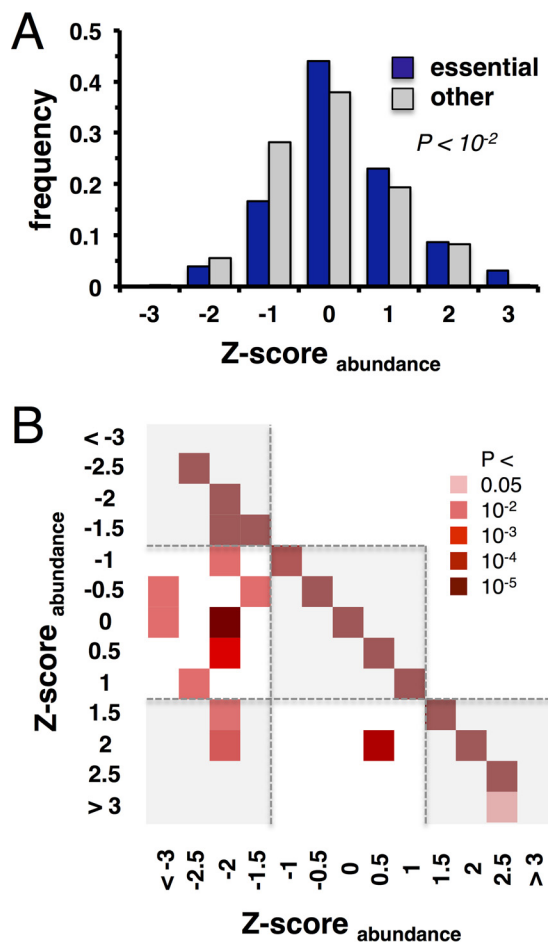 A
0.5
0.4
0.3
0.2
0.1
0
frequency
essential
other
P < 10-2
-3 -2 -1 0 1 2 3
Z-score abundance
B
< -3
-2.5
-2
-1.5
-1
-0.5
0
0.5
1
1.5
2
2.5
> 3
Z-score abundance
P <
0.05
10-2
10-3
10-4
10-5
< -3 -2.5 -2 -1.5 -1 -0.5 0 0.5 1 1.5 2 2.5 > 3
Z-score abundance